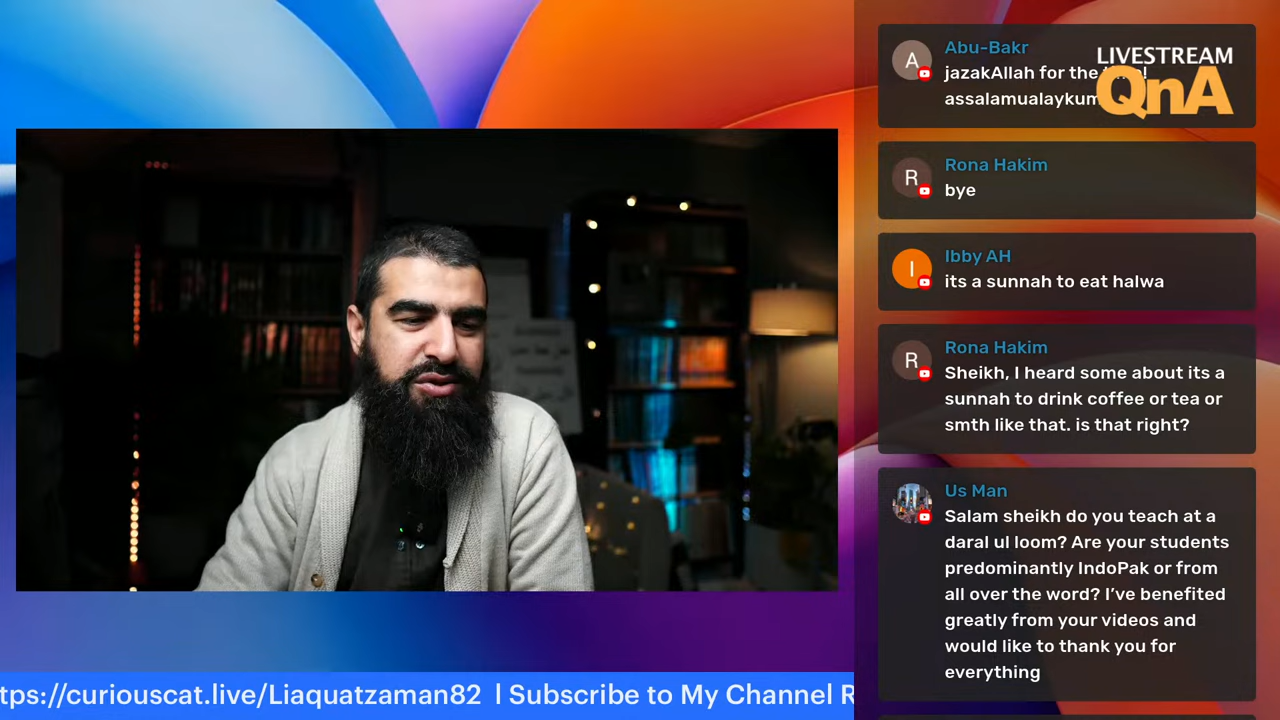 Abu-Bakr
jazakAllah for the
assalamualaykum
LIVESTREAM
QnA
Rona Hakim
bye
Ibby AH
its a sunnah to eat halwa
Rona Hakim
Sheikh, I heard some about its a
sunnah to drink coffee or tea or
smth like that. is that right?
Us Man
Salam sheikh do you teach at a
daral ul loom? Are your students
predominantly IndoPak or from
all over the word? I’ve benefited
greatly from your videos and
would like to thank you for
everything
tps://curiouscat.live/Liaquatzaman82 | Subscribe to My Channel R